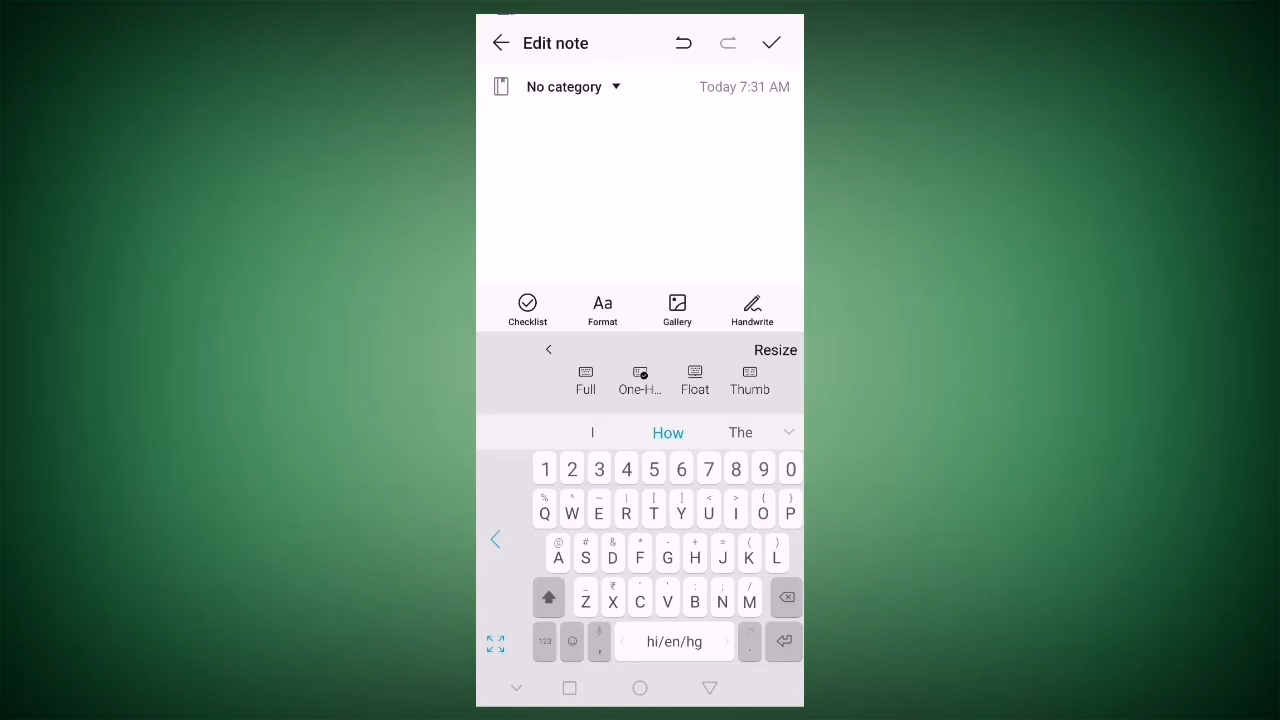 Edit note
No category Today 7:31 AM
Checklist Format Gallery Handwrite
Resize
Full One-H... Float Thumb
I How The
1 2 3 4 5 6 7 8 9 0
% ^ ~ | [ ] < > { }
Q W E R T Y U I O P
@ # & * - + = ( )
A S D F G H J K L
_ ₹ " ' : ; /
Z X C V B N M
123 , hi/en/hg .